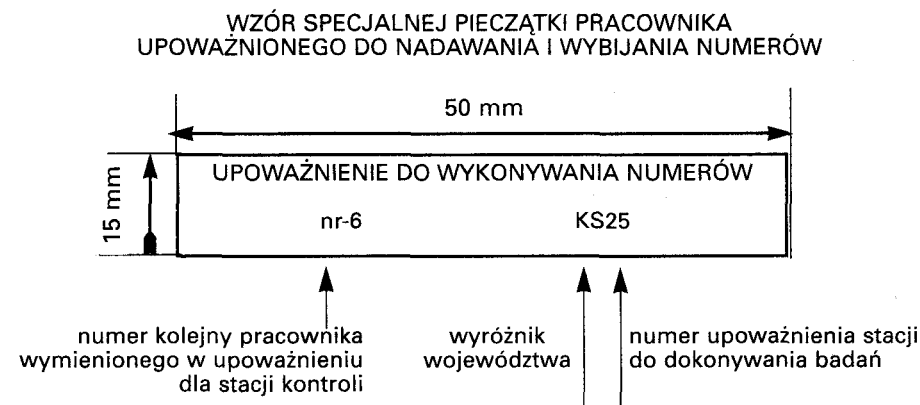 WZÓR SPECJALNEJ PIECZĄTKI PRACOWNIKA
UPOWAŻNIONEGO DO NADAWANIA I WYBIJANIA NUMERÓW
50 mm
15 mm
UPOWAŻNIENIE DO WYKONYWANIA NUMERÓW
nr-6 KS25
numer kolejny pracownika
wymienionego w upoważnieniu
dla stacji kontroli
wyróżnik
województwa
numer upoważnienia stacji
do dokonywania badań